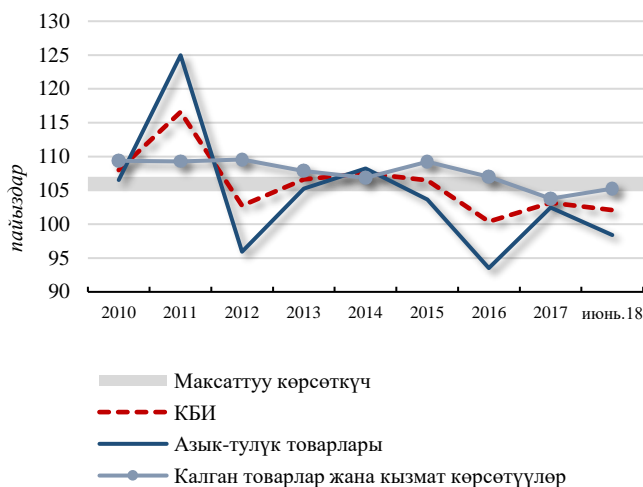 130
125
120
115
110
105
100
95
90
пайыздар
2010 2011 2012 2013 2014 2015 2016 2017 июнь.18
Максаттуу көрсөткүч
КБИ
Азык-тулүк товарлары
Калган товарлар жана кызмат көрсөтүүлөр